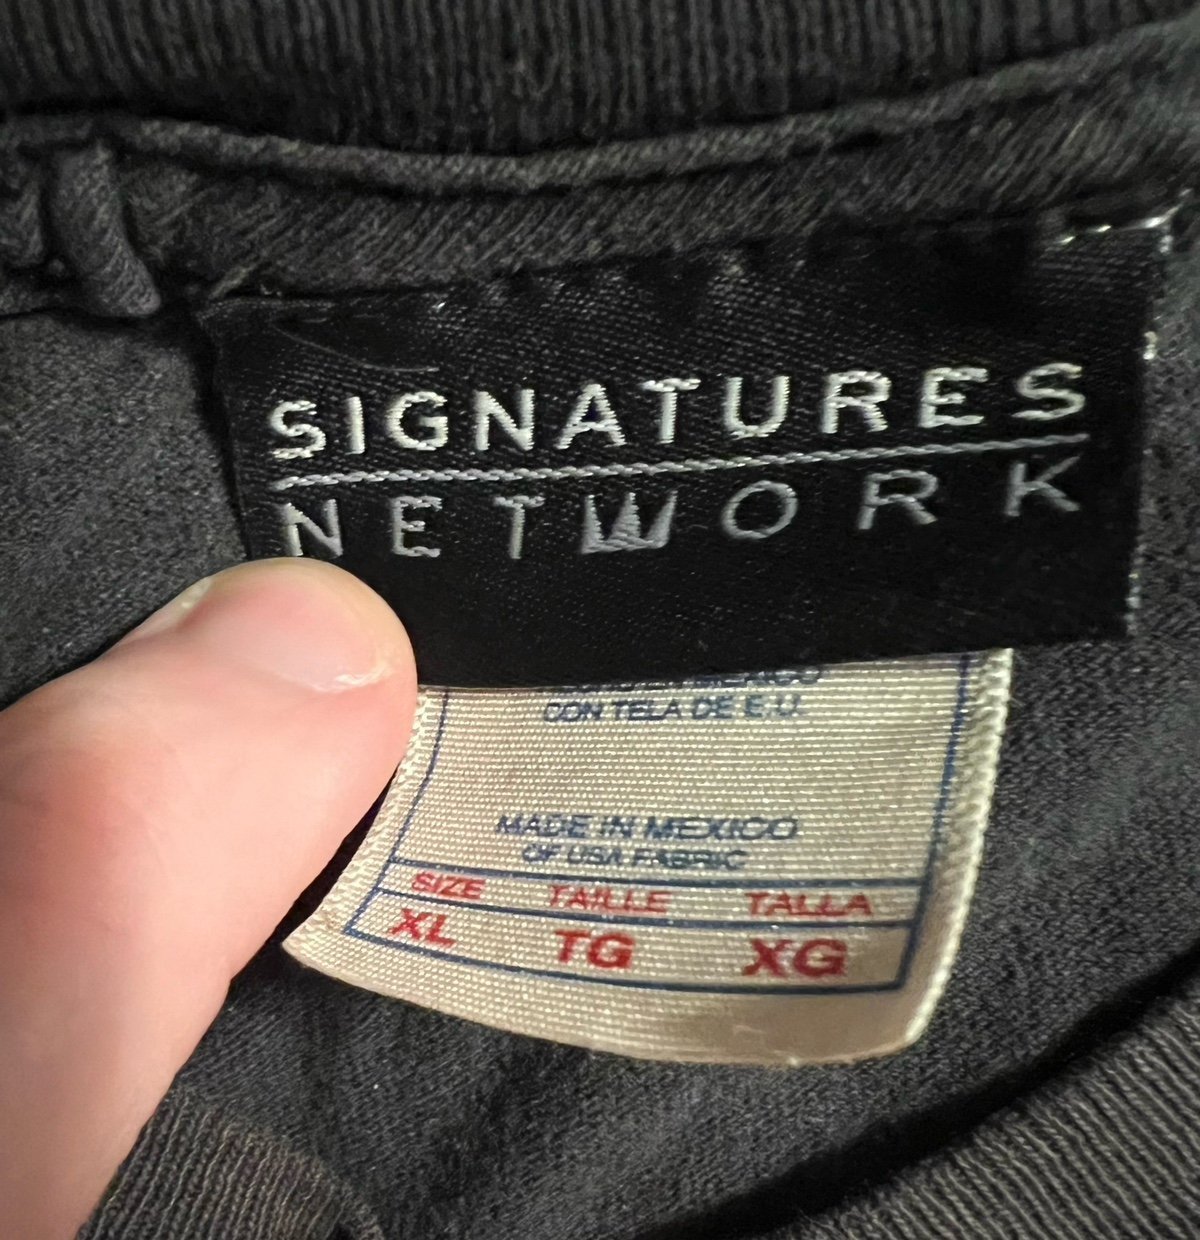 SIGNATURES
NETWORK
CON TELA DE E.U.
MADE IN MEXICO
OF USA FABRIC
SIZE TAILLE TALLA
XL TG XG